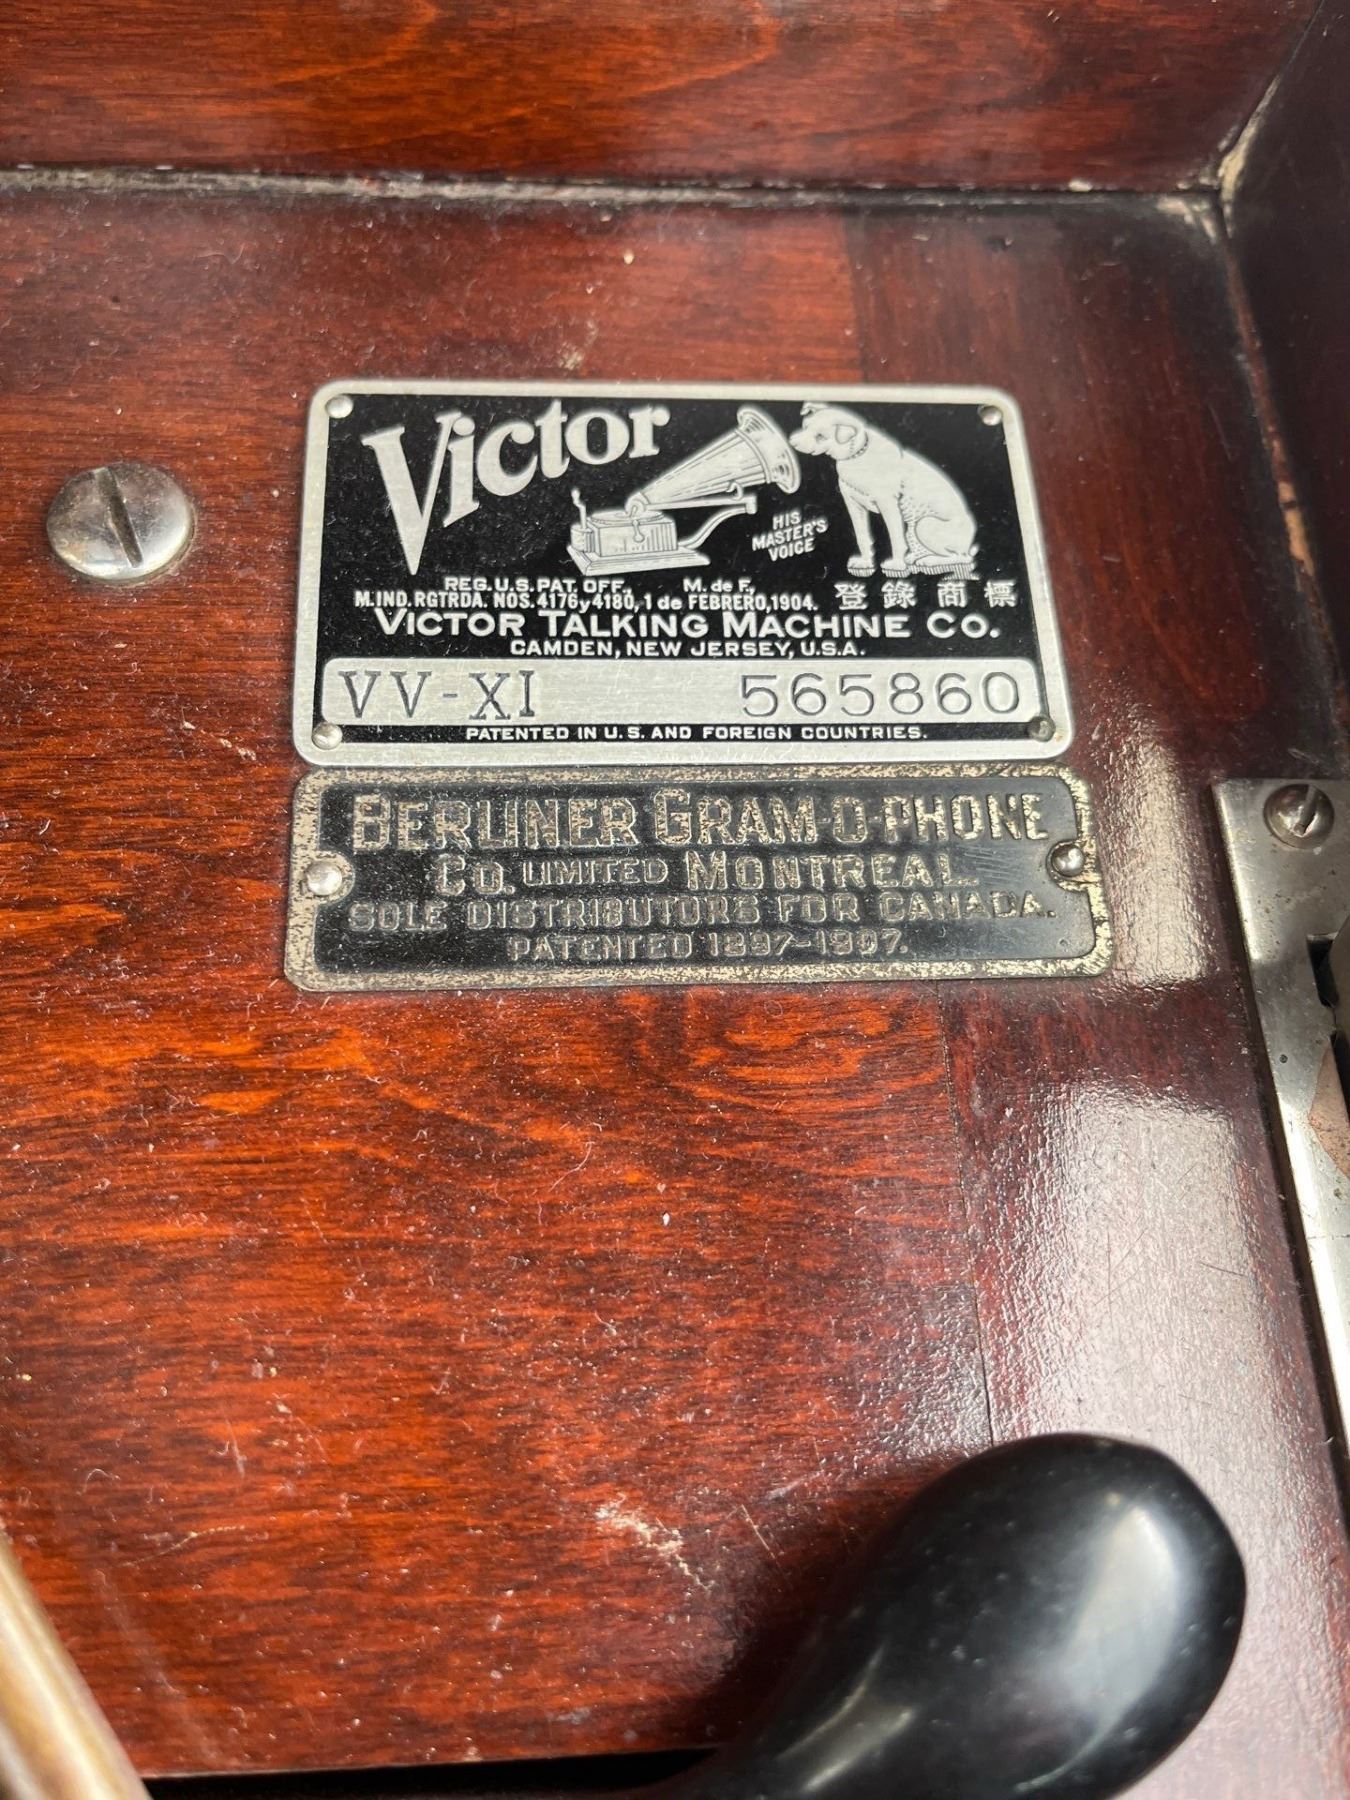 Victor
HIS
MASTER'S
VOICE
REG. U.S. PAT. OFF., M. de F.,
M. IND. RGTRDA. NOS. 4176 y 4180, 1 de FEBRERO, 1904. 登錄商標
VICTOR TALKING MACHINE CO.
CAMDEN, NEW JERSEY, U.S.A.
VV-XI 565860
PATENTED IN U.S. AND FOREIGN COUNTRIES.
BERLINER GRAM-O-PHONE
CO. LIMITED MONTREAL.
SOLE DISTRIBUTORS FOR CANADA.
PATENTED 1897-1907.